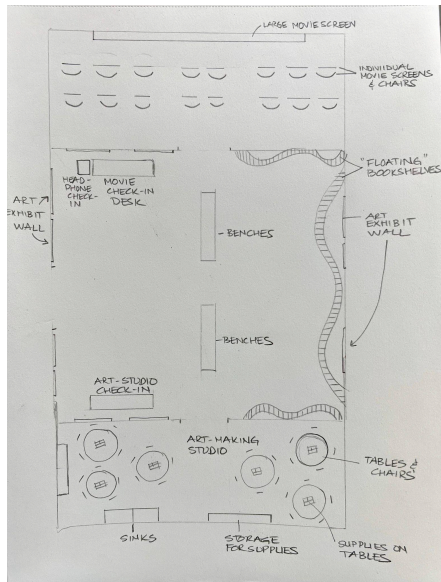 LARGE MOVIE SCREEN
INDIVIDUAL
MOVIE SCREENS
& CHAIRS
"FLOATING"
BOOKSHELVES
HEAD-
PHONE
CHECK-
IN
MOVIE
CHECK-IN
DESK
ART
EXHIBIT
WALL
ART
EXHIBIT
WALL
BENCHES
BENCHES
ART-STUDIO
CHECK-IN
ART-MAKING
STUDIO
TABLES &
CHAIRS
SINKS
STORAGE
FOR SUPPLIES
SUPPLIES ON
TABLES